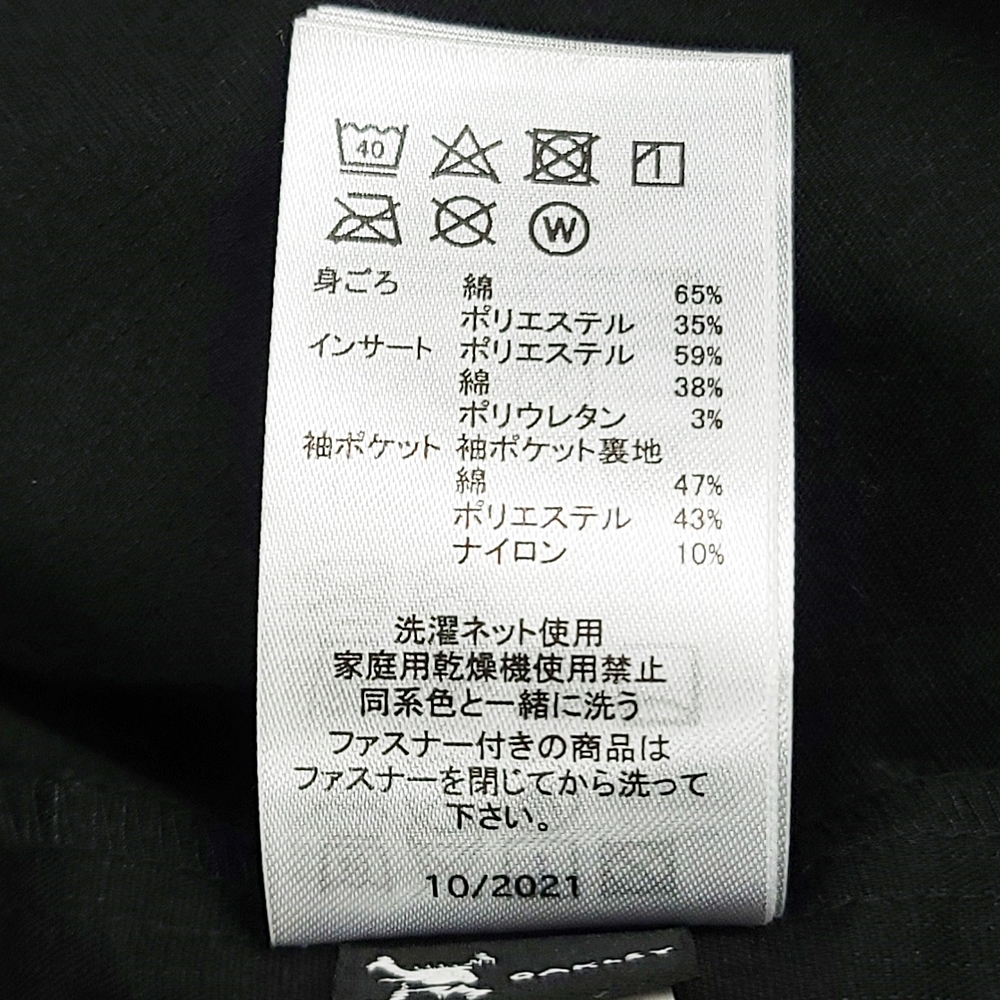 40
W
身ごろ 綿 65%
ポリエステル 35%
インサート ポリエステル 59%
綿 38%
ポリウレタン 3%
袖ポケット 袖ポケット裏地
綿 47%
ポリエステル 43%
ナイロン 10%
洗濯ネット使用
家庭用乾燥機使用禁止
同系色と一緒に洗う
ファスナー付きの商品は
ファスナーを閉じてから洗って
下さい。
10/2021